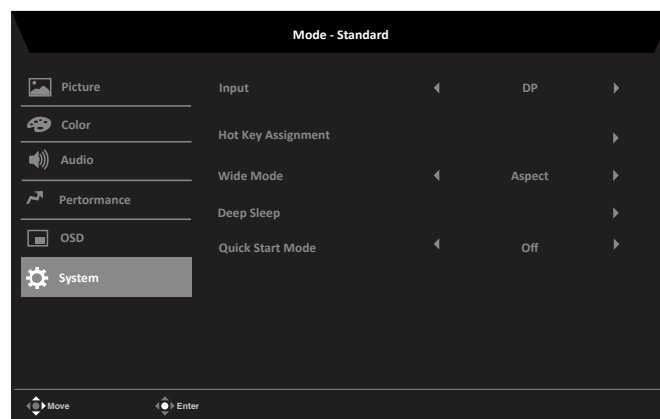 Mode - Standard
Picture
Input DP
Color
Hot Key Assignment
Audio
Wide Mode Aspect
Pertormance
Deep Sleep
OSD
Quick Start Mode Off
System
Move Enter